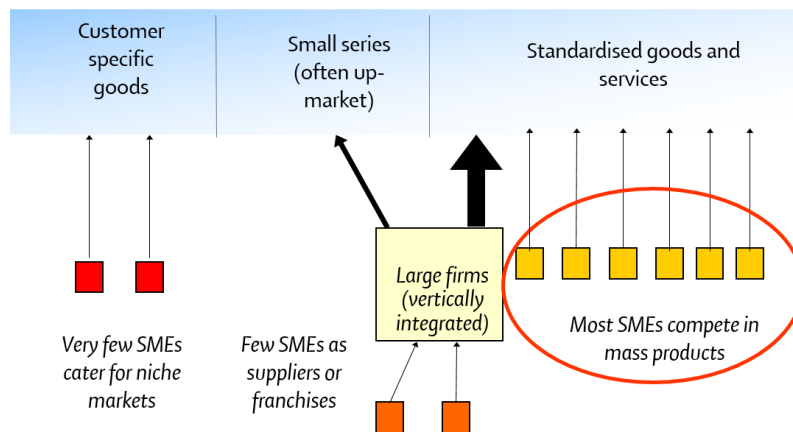 Customer
specific
goods
Small series
(often up-
market)
Standardised goods and
services
Large firms
(vertically
integrated)
Very few SMEs
cater for niche
markets
Few SMEs as
suppliers or
franchises
Most SMEs compete in
mass products